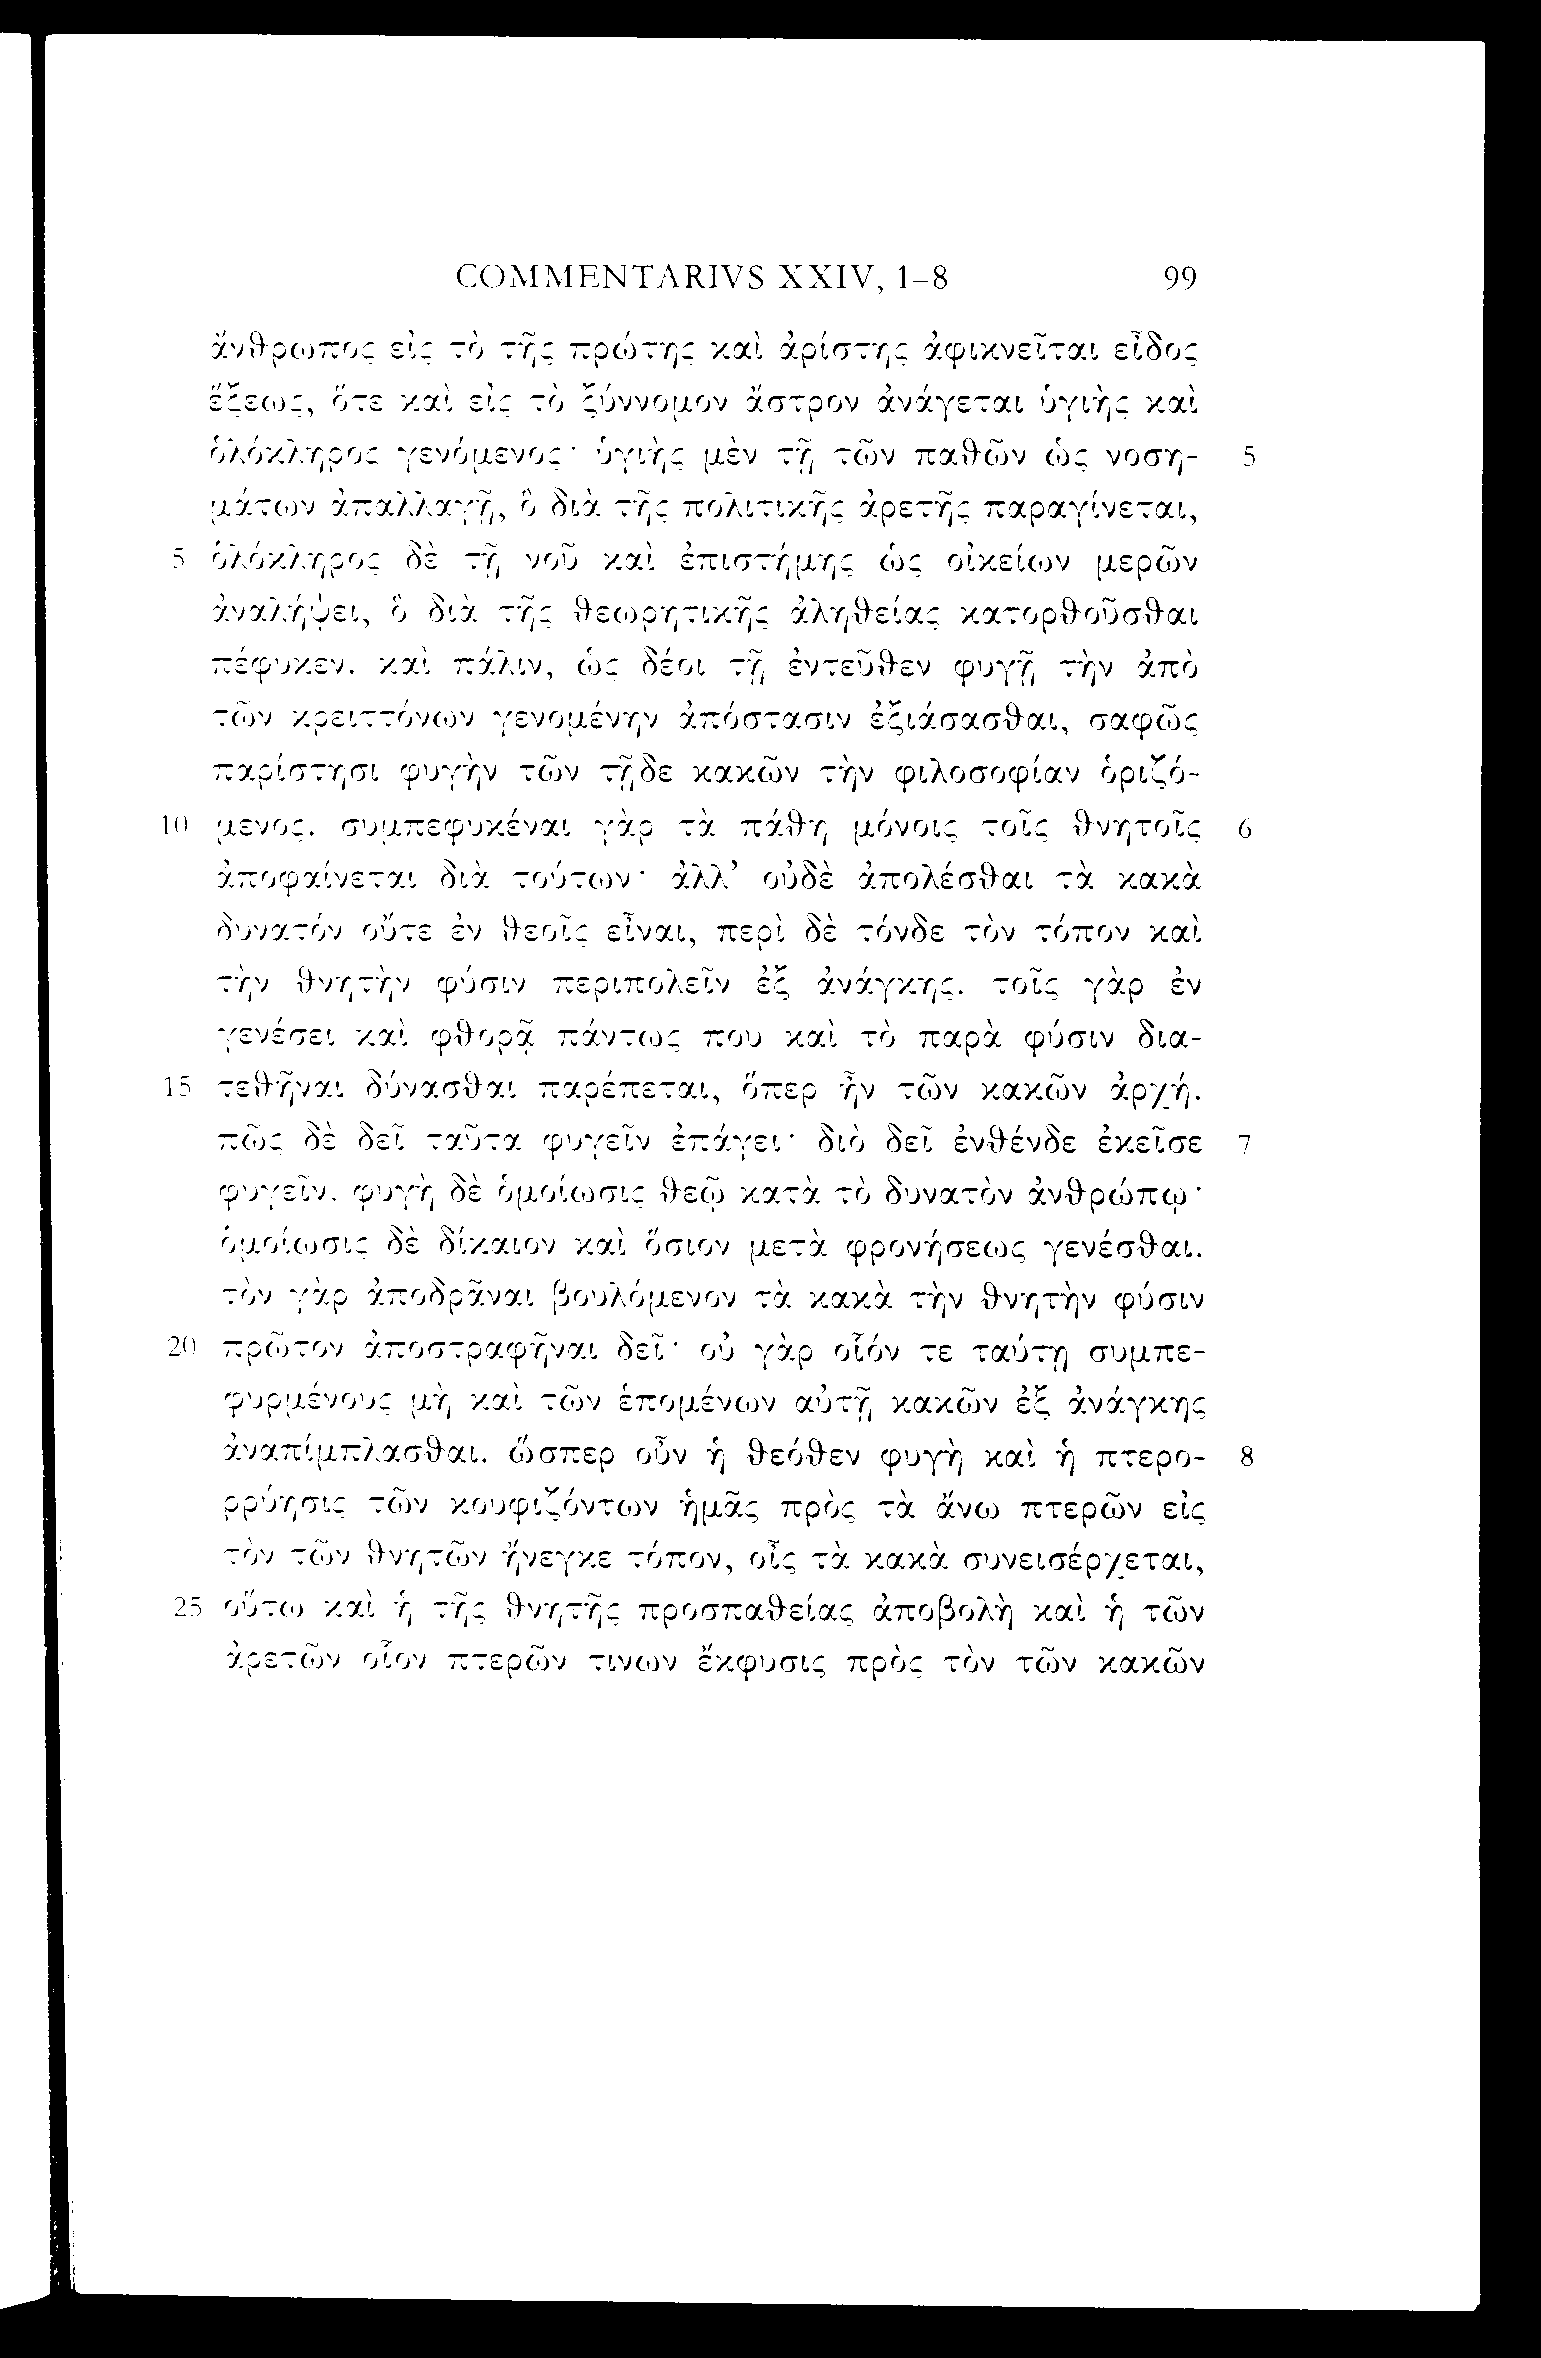 COMMENTARIVS XXIV, 1–8 99
ἄνθρωπος εἰς τὸ τῆς πρώτης καὶ ἀρίστης ἀφικνεῖται εἶδος
ἕξεως, ὅτε καὶ εἰς τὸ ξύννομον ἄστρον ἀνάγεται ὑγιὴς καὶ
ὁλόκληρος γενόμενος· ὑγιὴς μὲν τῇ τῶν παθῶν ὡς νοση- 5
μάτων ἀπαλλαγῇ, ὃ διὰ τῆς πολιτικῆς ἀρετῆς παραγίνεται,
5 ὁλόκληρος δὲ τῇ νοῦ καὶ ἐπιστήμης ὡς οἰκείων μερῶν
ἀναλήψει, ὃ διὰ τῆς θεωρητικῆς ἀληθείας κατορθοῦσθαι
πέφυκεν. καὶ πάλιν, ὡς δέοι τῇ ἐντεῦθεν φυγῇ τὴν ἀπὸ
τῶν κρειττόνων γενομένην ἀπόστασιν ἐξιάσασθαι, σαφῶς
παρίστησι φυγὴν τῶν τῇδε κακῶν τὴν φιλοσοφίαν ὁριζό-
10 μενος. συμπεφυκέναι γὰρ τὰ πάθη μόνοις τοῖς θνητοῖς 6
ἀποφαίνεται διὰ τούτων· ἀλλ’ οὐδὲ ἀπολέσθαι τὰ κακὰ
δυνατόν οὔτε ἐν θεοῖς εἶναι, περὶ δὲ τόνδε τὸν τόπον καὶ
τὴν θνητὴν φύσιν περιπολεῖν ἐξ ἀνάγκης. τοῖς γὰρ ἐν
γενέσει καὶ φθορᾷ πάντως που καὶ τὸ παρὰ φύσιν δια-
15 τεθῆναι δύνασθαι παρέπεται, ὅπερ ἦν τῶν κακῶν ἀρχή.
πῶς δὲ δεῖ ταῦτα φυγεῖν ἐπάγει· διὸ δεῖ ἐνθένδε ἐκεῖσε 7
φυγεῖν. φυγὴ δὲ ὁμοίωσις θεῷ κατὰ τὸ δυνατὸν ἀνθρώπῳ·
ὁμοίωσις δὲ δίκαιον καὶ ὅσιον μετὰ φρονήσεως γενέσθαι.
τὸν γὰρ ἀποδρᾶναι βουλόμενον τὰ κακὰ τὴν θνητὴν φύσιν
20 πρῶτον ἀποστραφῆναι δεῖ· οὐ γὰρ οἷόν τε ταύτῃ συμπε-
φυρμένους μὴ καὶ τῶν ἑπομένων αὐτῇ κακῶν ἐξ ἀνάγκης
ἀναπίμπλασθαι. ὥσπερ οὖν ἡ θεόθεν φυγὴ καὶ ἡ πτερο- 8
ρρύησις τῶν κουφιζόντων ἡμᾶς πρὸς τὰ ἄνω πτερῶν εἰς
τὸν τῶν θνητῶν ἤνεγκε τόπον, οἷς τὰ κακὰ συνεισέρχεται,
25 οὕτω καὶ ἡ τῆς θνητῆς προσπαθείας ἀποβολὴ καὶ ἡ τῶν
ἀρετῶν οἷον πτερῶν τινων ἔκφυσις πρὸς τὸν τῶν κακῶν